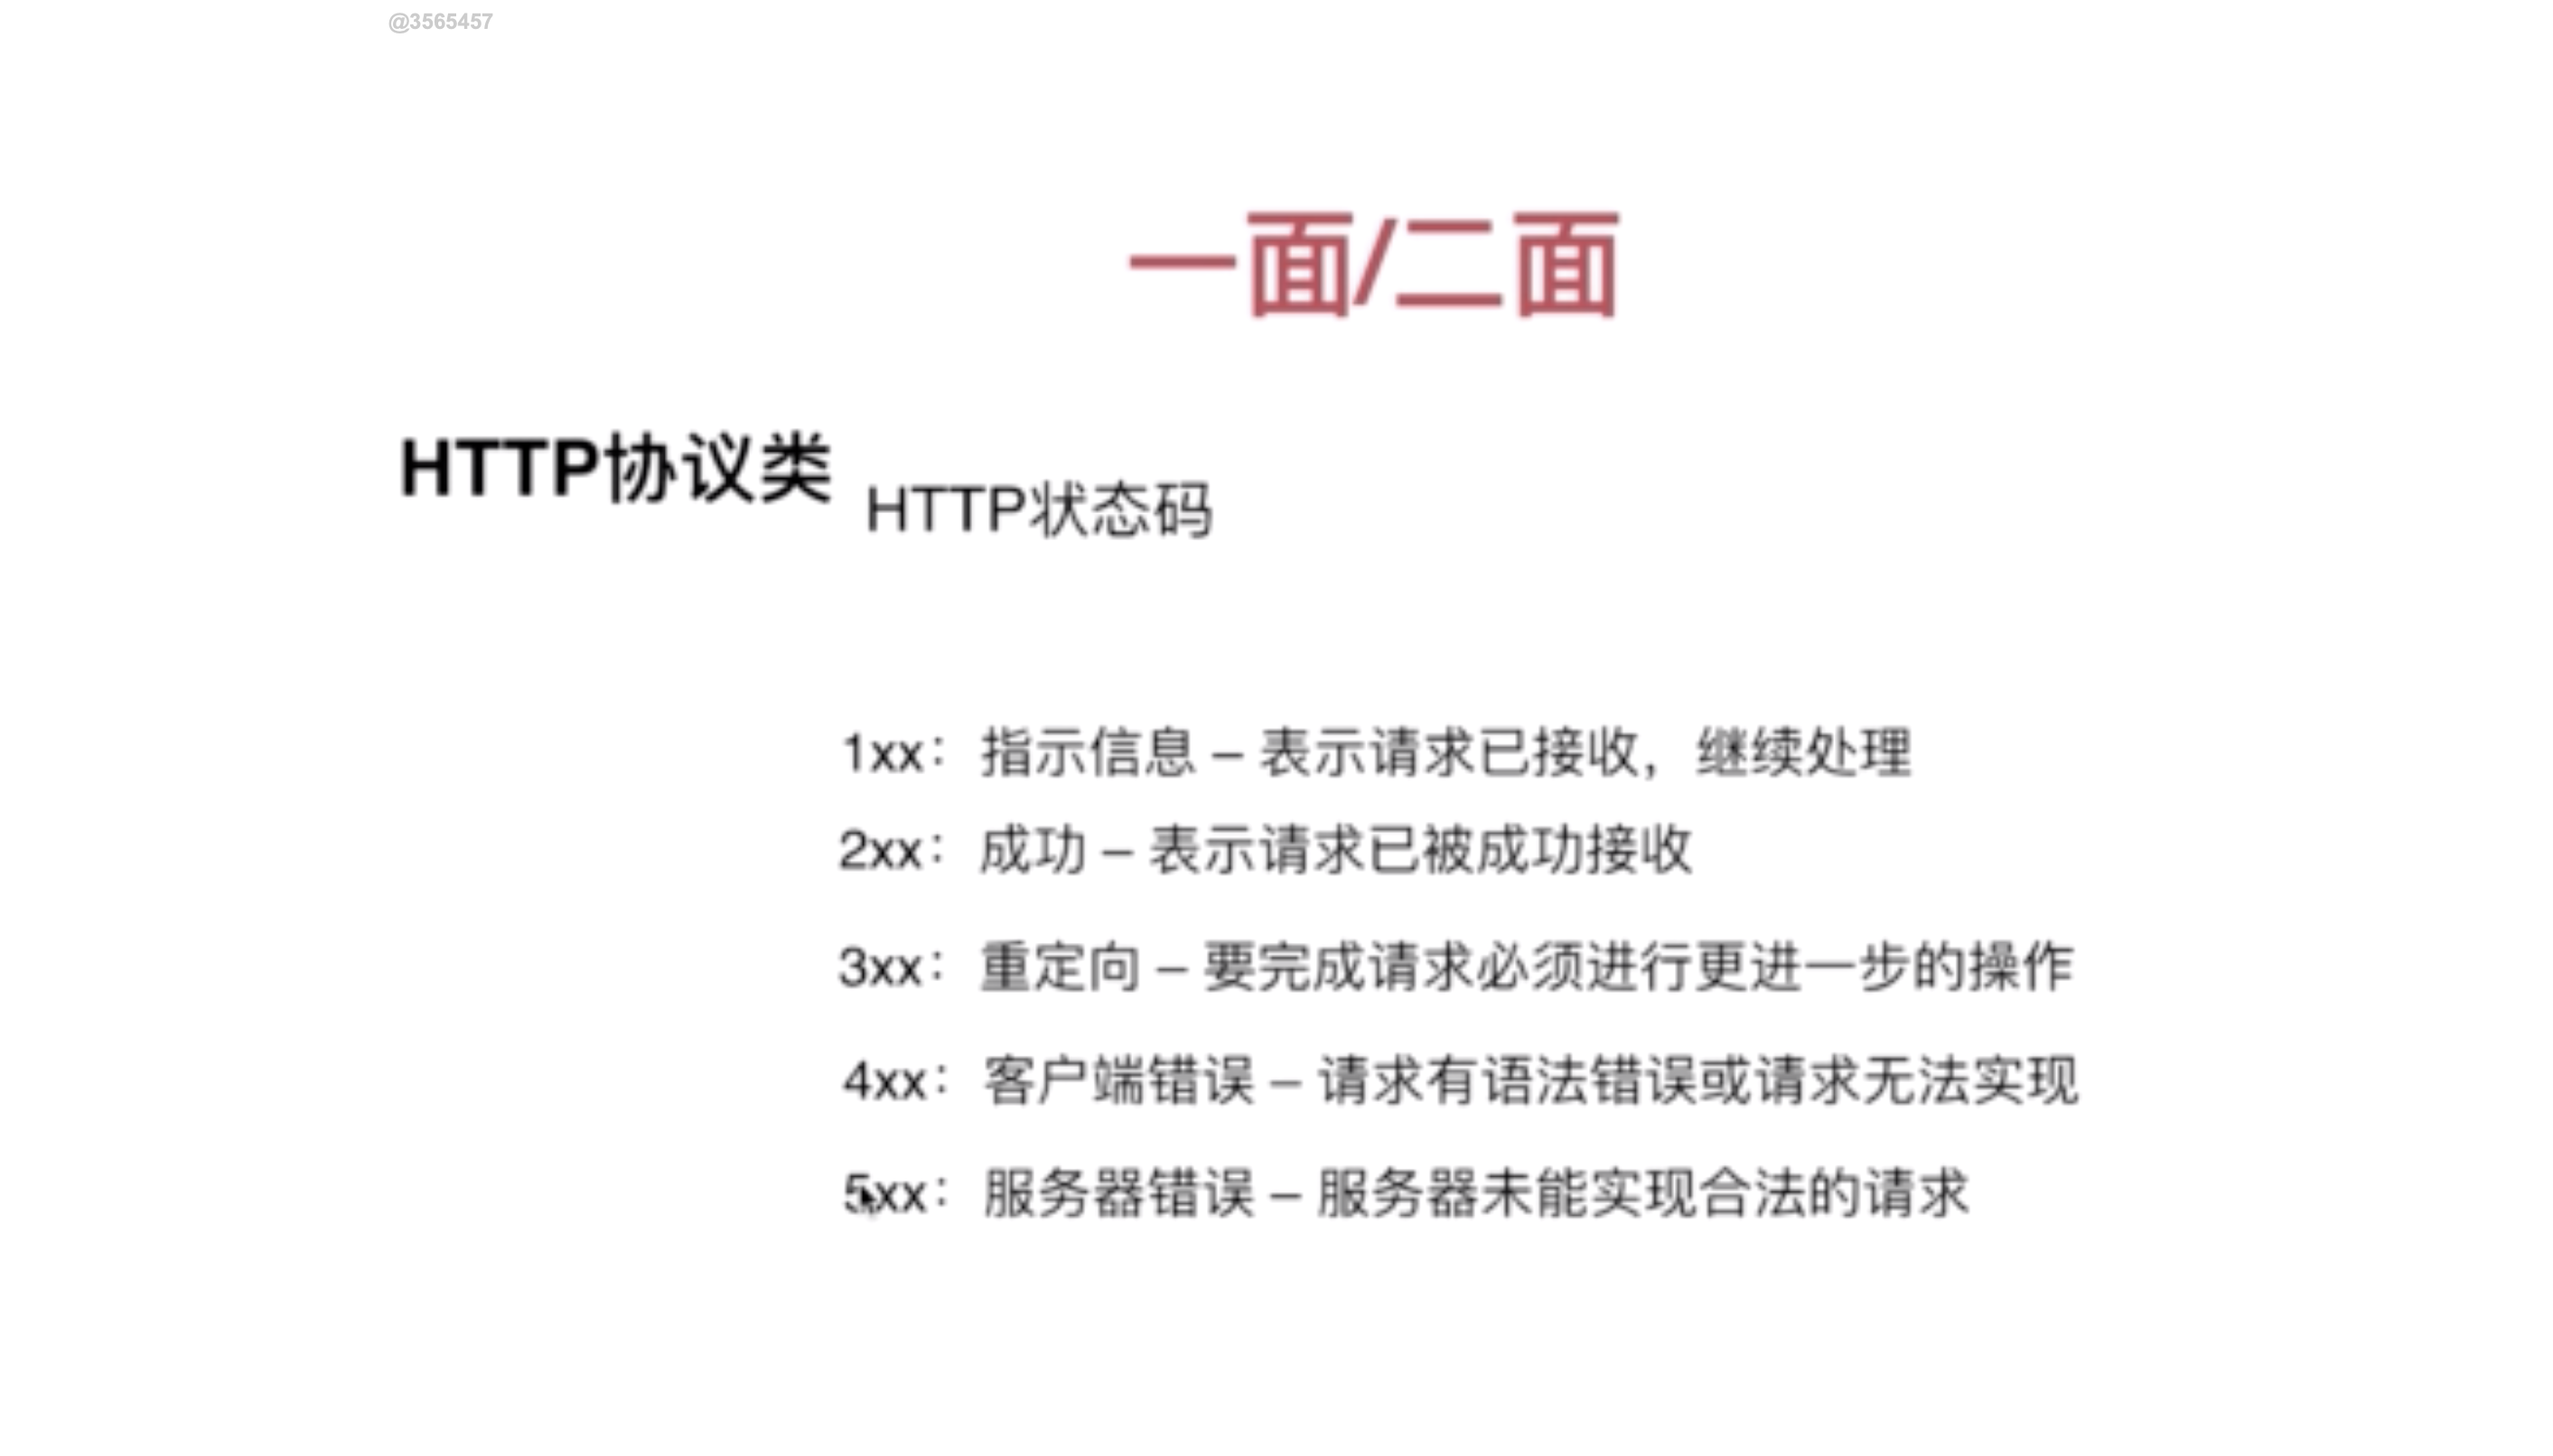 @3565457
一面/二面
HTTP协议类
HTTP状态码
1xx：指示信息 – 表示请求已接收，继续处理
2xx：成功 – 表示请求已被成功接收
3xx：重定向 – 要完成请求必须进行更进一步的操作
4xx：客户端错误 – 请求有语法错误或请求无法实现
5xx：服务器错误 – 服务器未能实现合法的请求